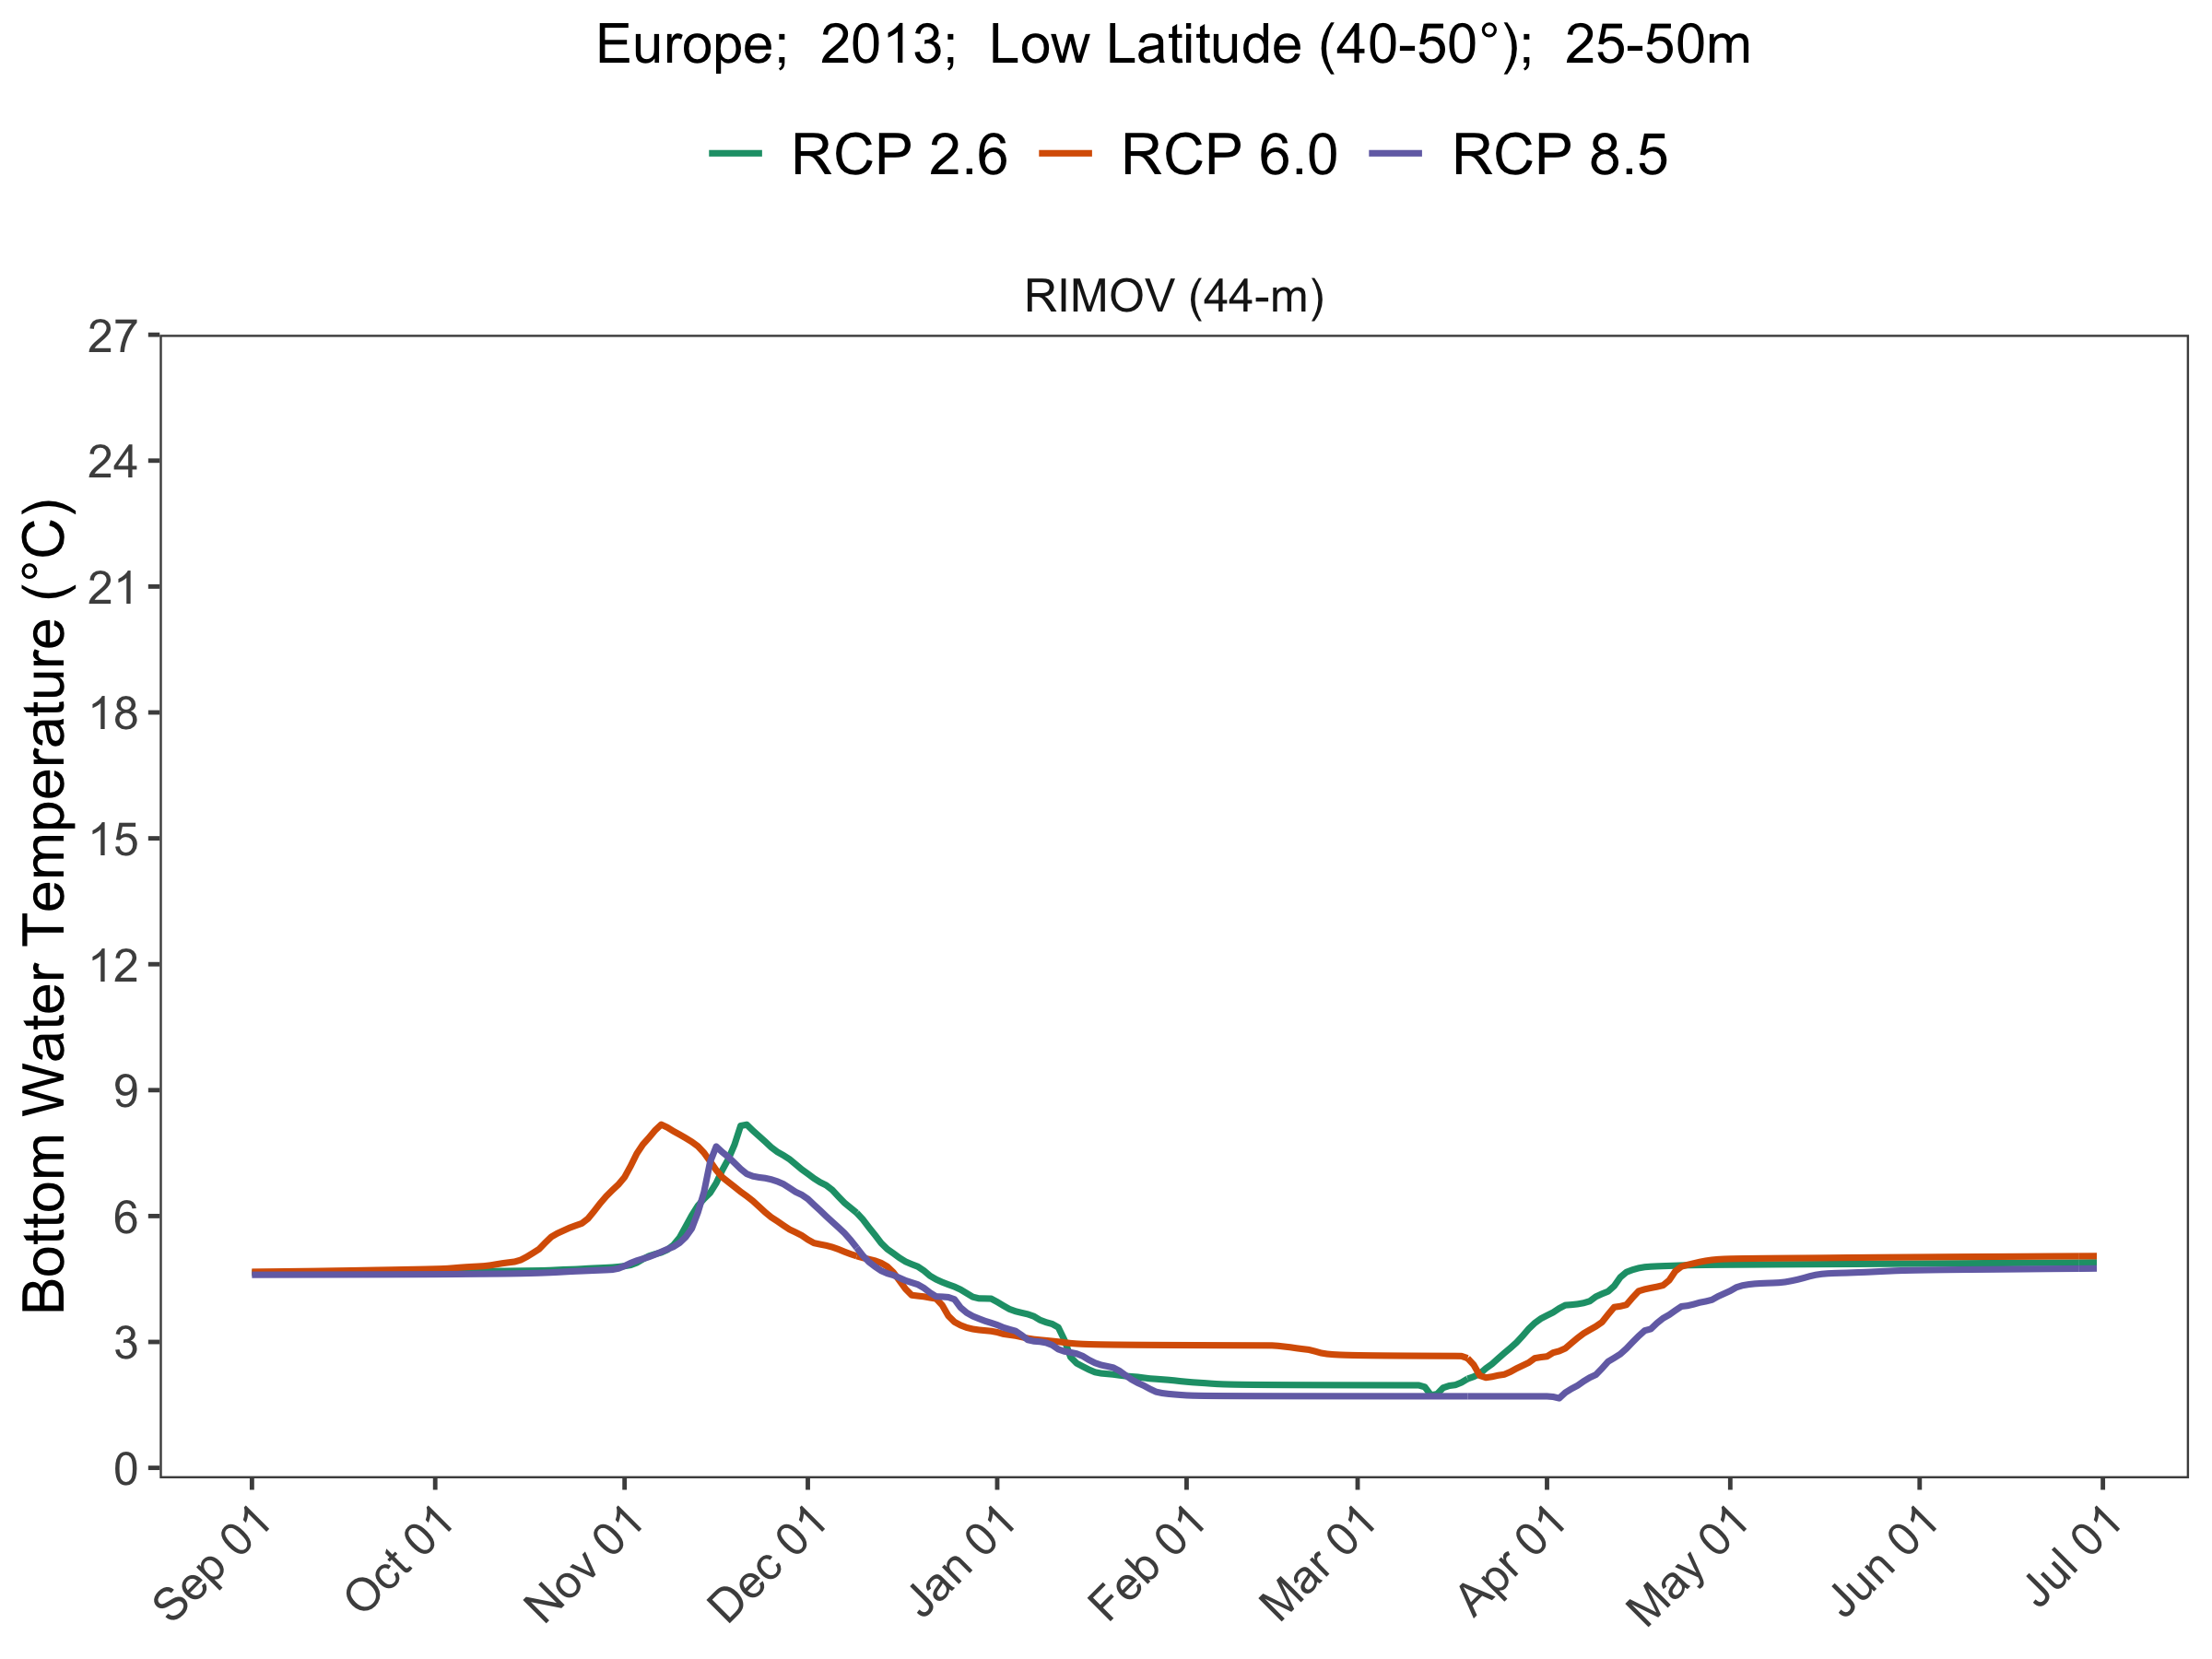 Europe;  2013;  Low Latitude (40-50°);  25-50m
RCP 2.6 RCP 6.0 RCP 8.5
RIMOV (44-m)
Bottom Water Temperature (°C)
27
24
21
18
15
12
9
6
3
0
Sep 01 Oct 01 Nov 01 Dec 01 Jan 01 Feb 01 Mar 01 Apr 01 May 01 Jun 01 Jul 01